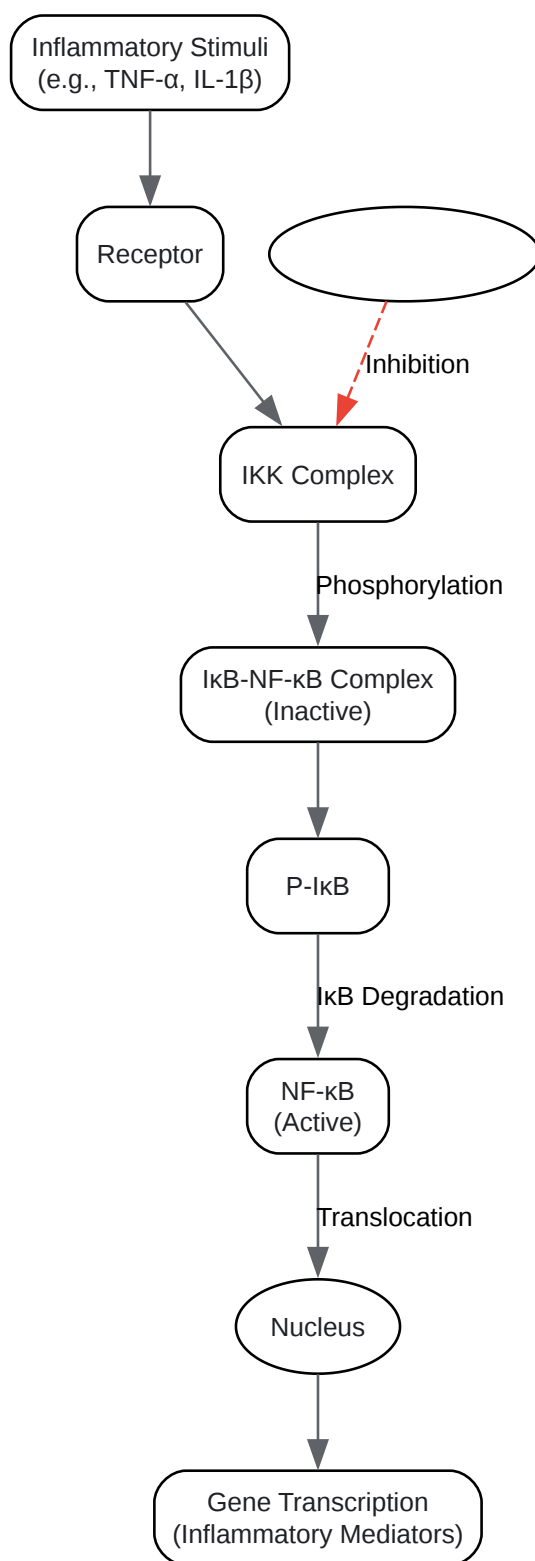 Inflammatory Stimuli
(e.g., TNF-α, IL-1β)
Receptor
Inhibition
IKK Complex
Phosphorylation
IκB-NF-κB Complex
(Inactive)
P-IκB
IκB Degradation
NF-κB
(Active)
Translocation
Nucleus
Gene Transcription
(Inflammatory Mediators)